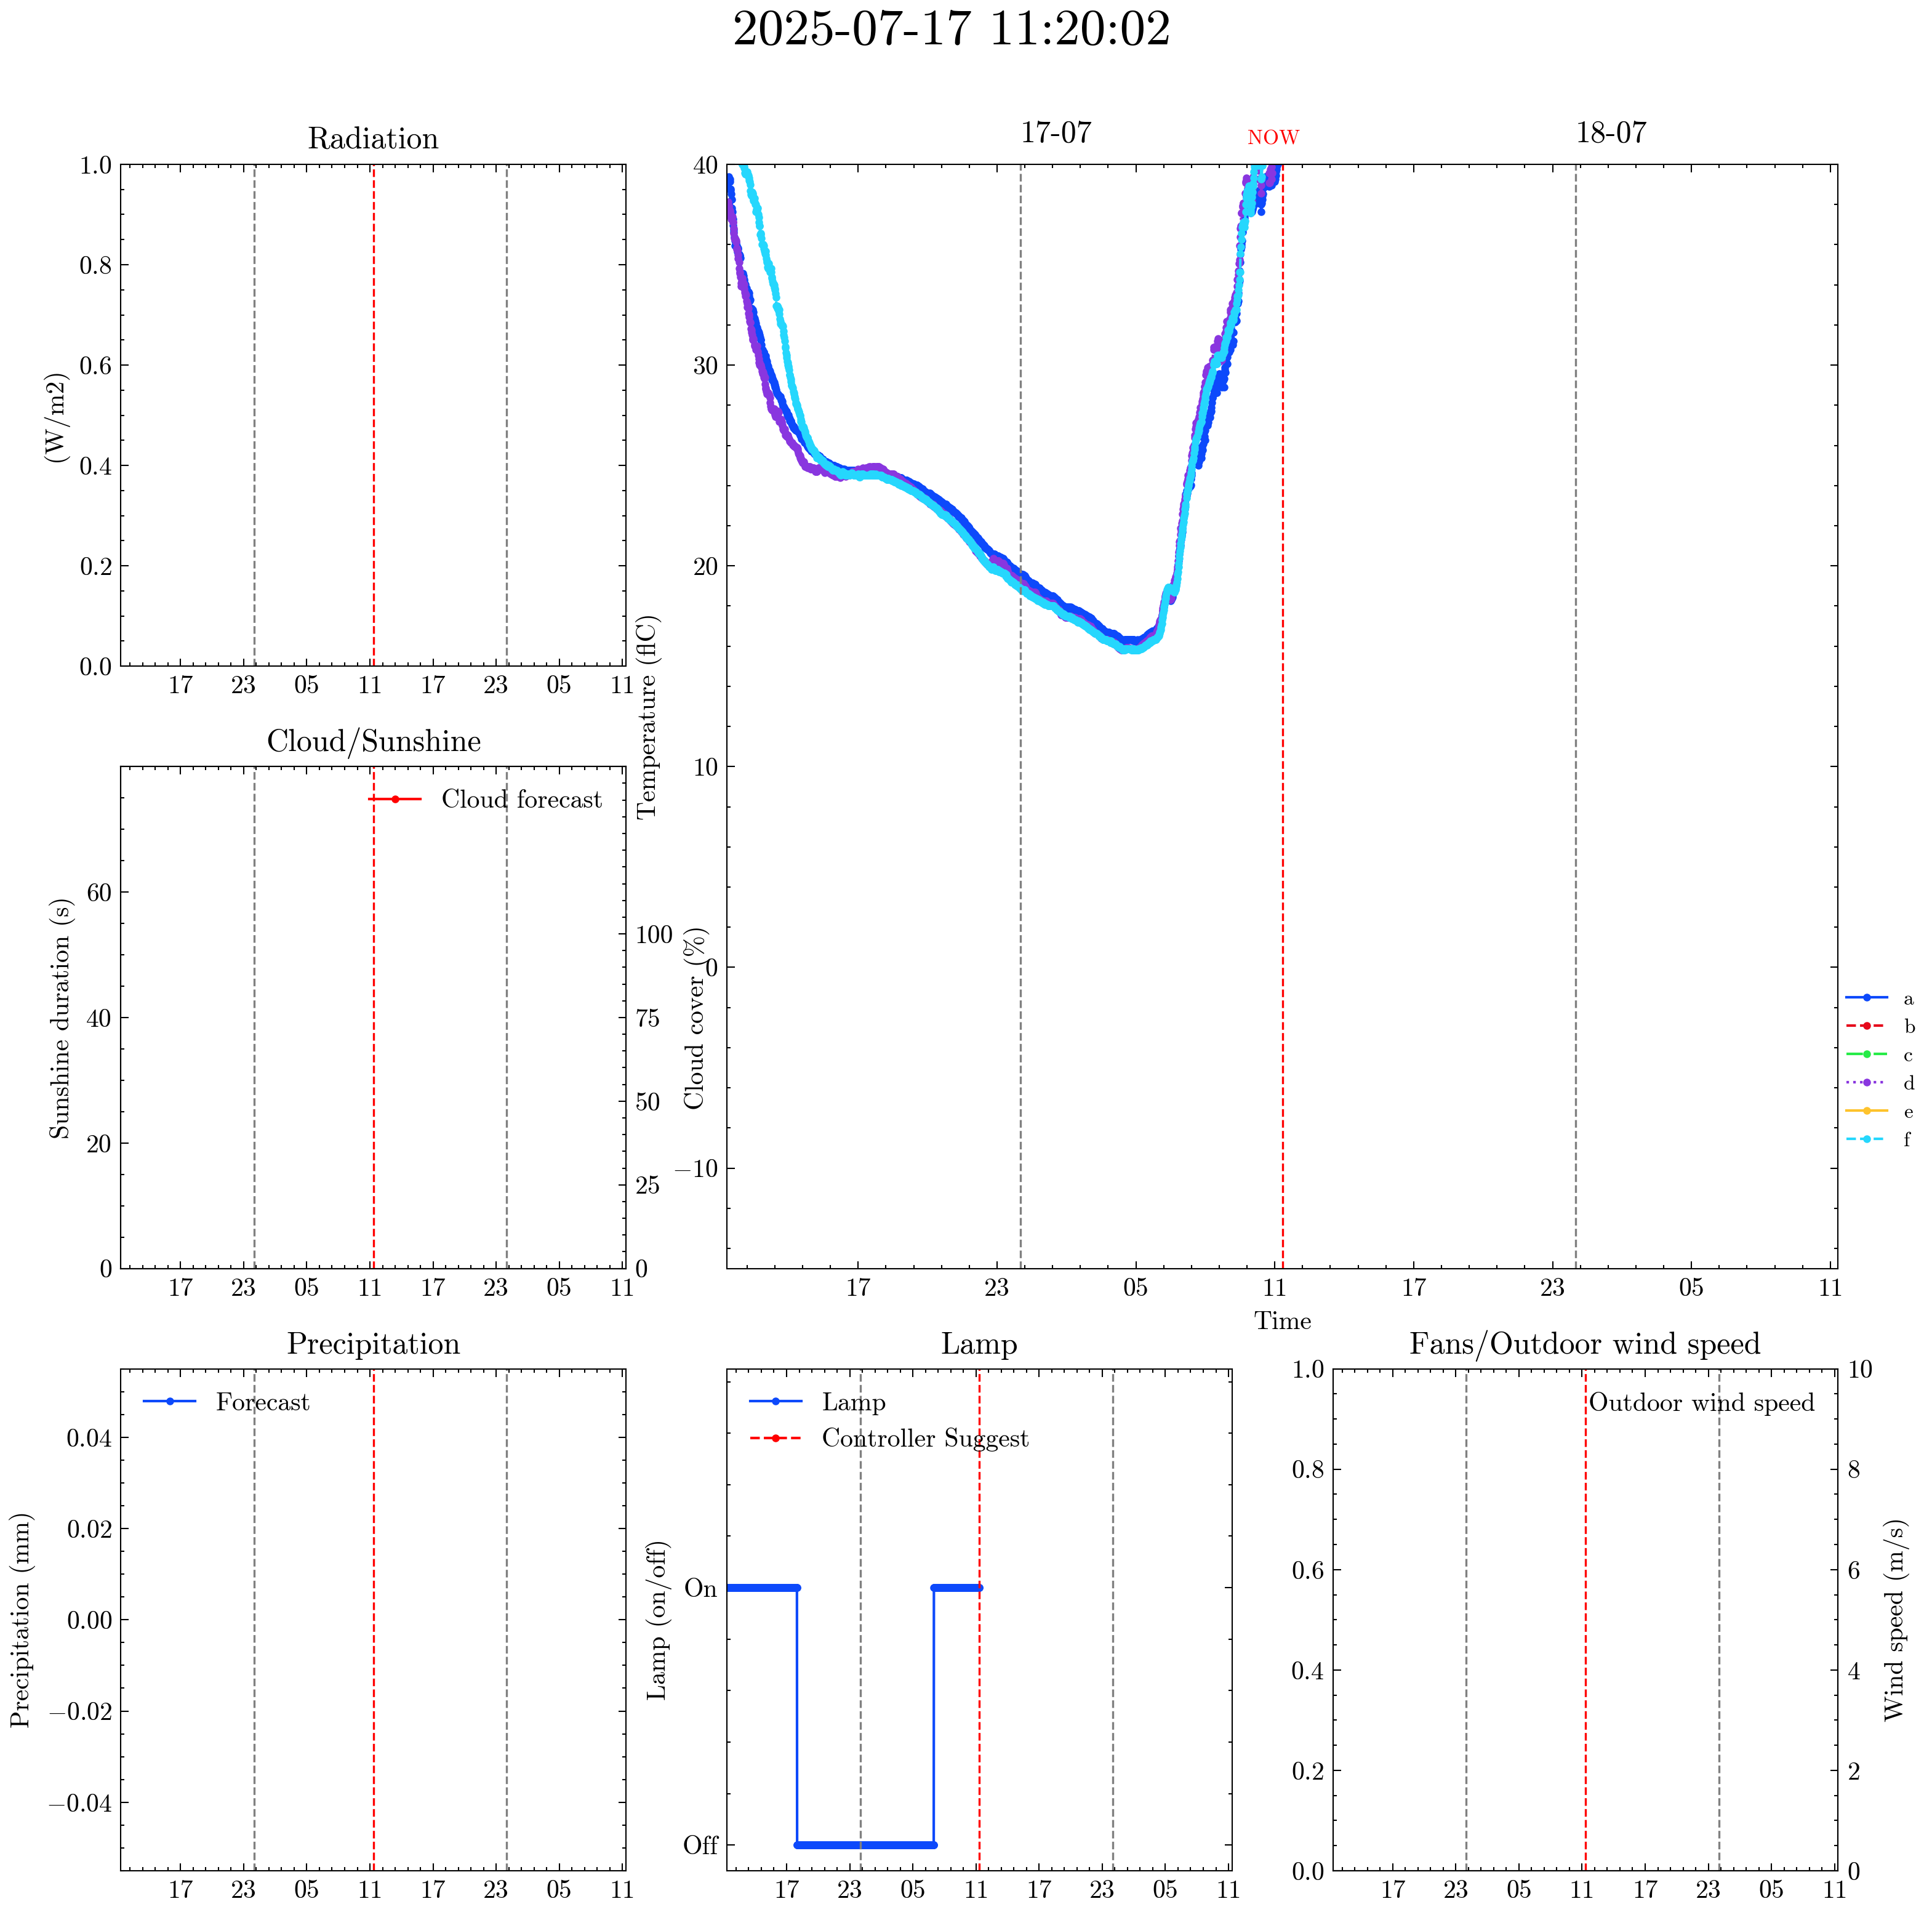 2025-07-17 11:20:02
Radiation
1.0
0.8
0.6
0.4
0.2
0.0
(W/m2)
17 23 05 11 17 23 05 11
17-07
NOW
18-07
40
30
20
10
0
−10
Temperature (flC)
17 23 05 11 17 23 05 11
Time
a
b
c
d
e
f
Cloud/Sunshine
Cloud forecast
60
40
20
0
Sunshine duration (s)
100
75
50
25
0
Cloud cover (%)
17 23 05 11 17 23 05 11
Precipitation
Forecast
0.04
0.02
0.00
−0.02
−0.04
Precipitation (mm)
17 23 05 11 17 23 05 11
Lamp
Lamp
Controller Suggest
On
Off
Lamp (on/off)
17 23 05 11 17 23 05 11
Fans/Outdoor wind speed
Outdoor wind speed
1.0
0.8
0.6
0.4
0.2
0.0
10
8
6
4
2
0
Wind speed (m/s)
17 23 05 11 17 23 05 11